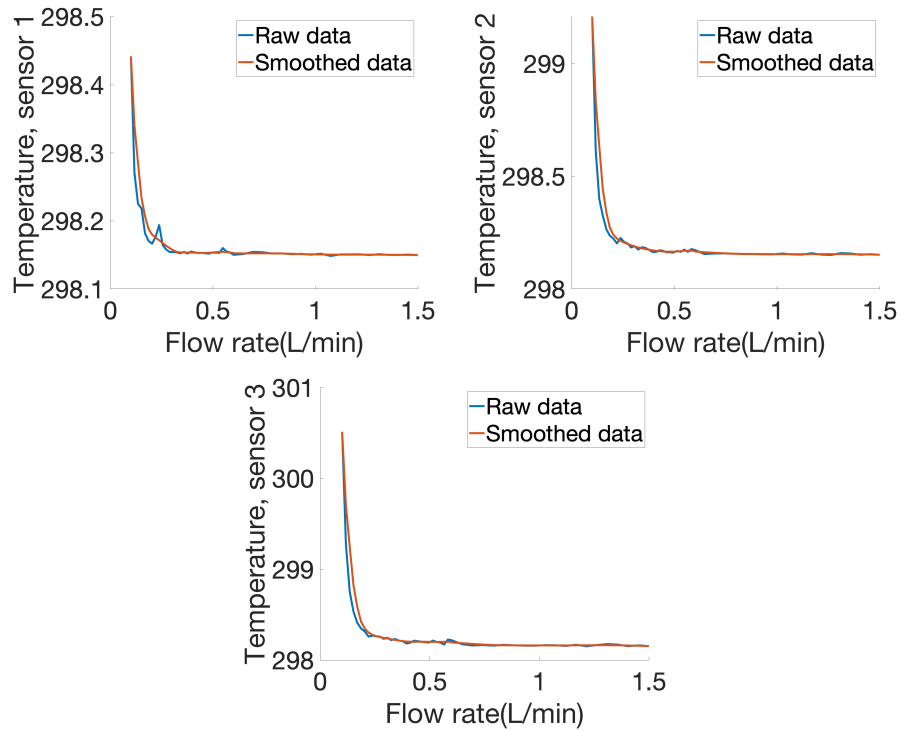 Temperature, sensor 1
298.5
298.4
298.3
298.2
298.1
0
0.5
1
1.5
Flow rate(L/min)
Raw data
Smoothed data
Temperature, sensor 2
299
298.5
298
0
0.5
1
1.5
Flow rate(L/min)
Raw data
Smoothed data
Temperature, sensor 3
301
300
299
298
0
0.5
1
1.5
Flow rate(L/min)
Raw data
Smoothed data